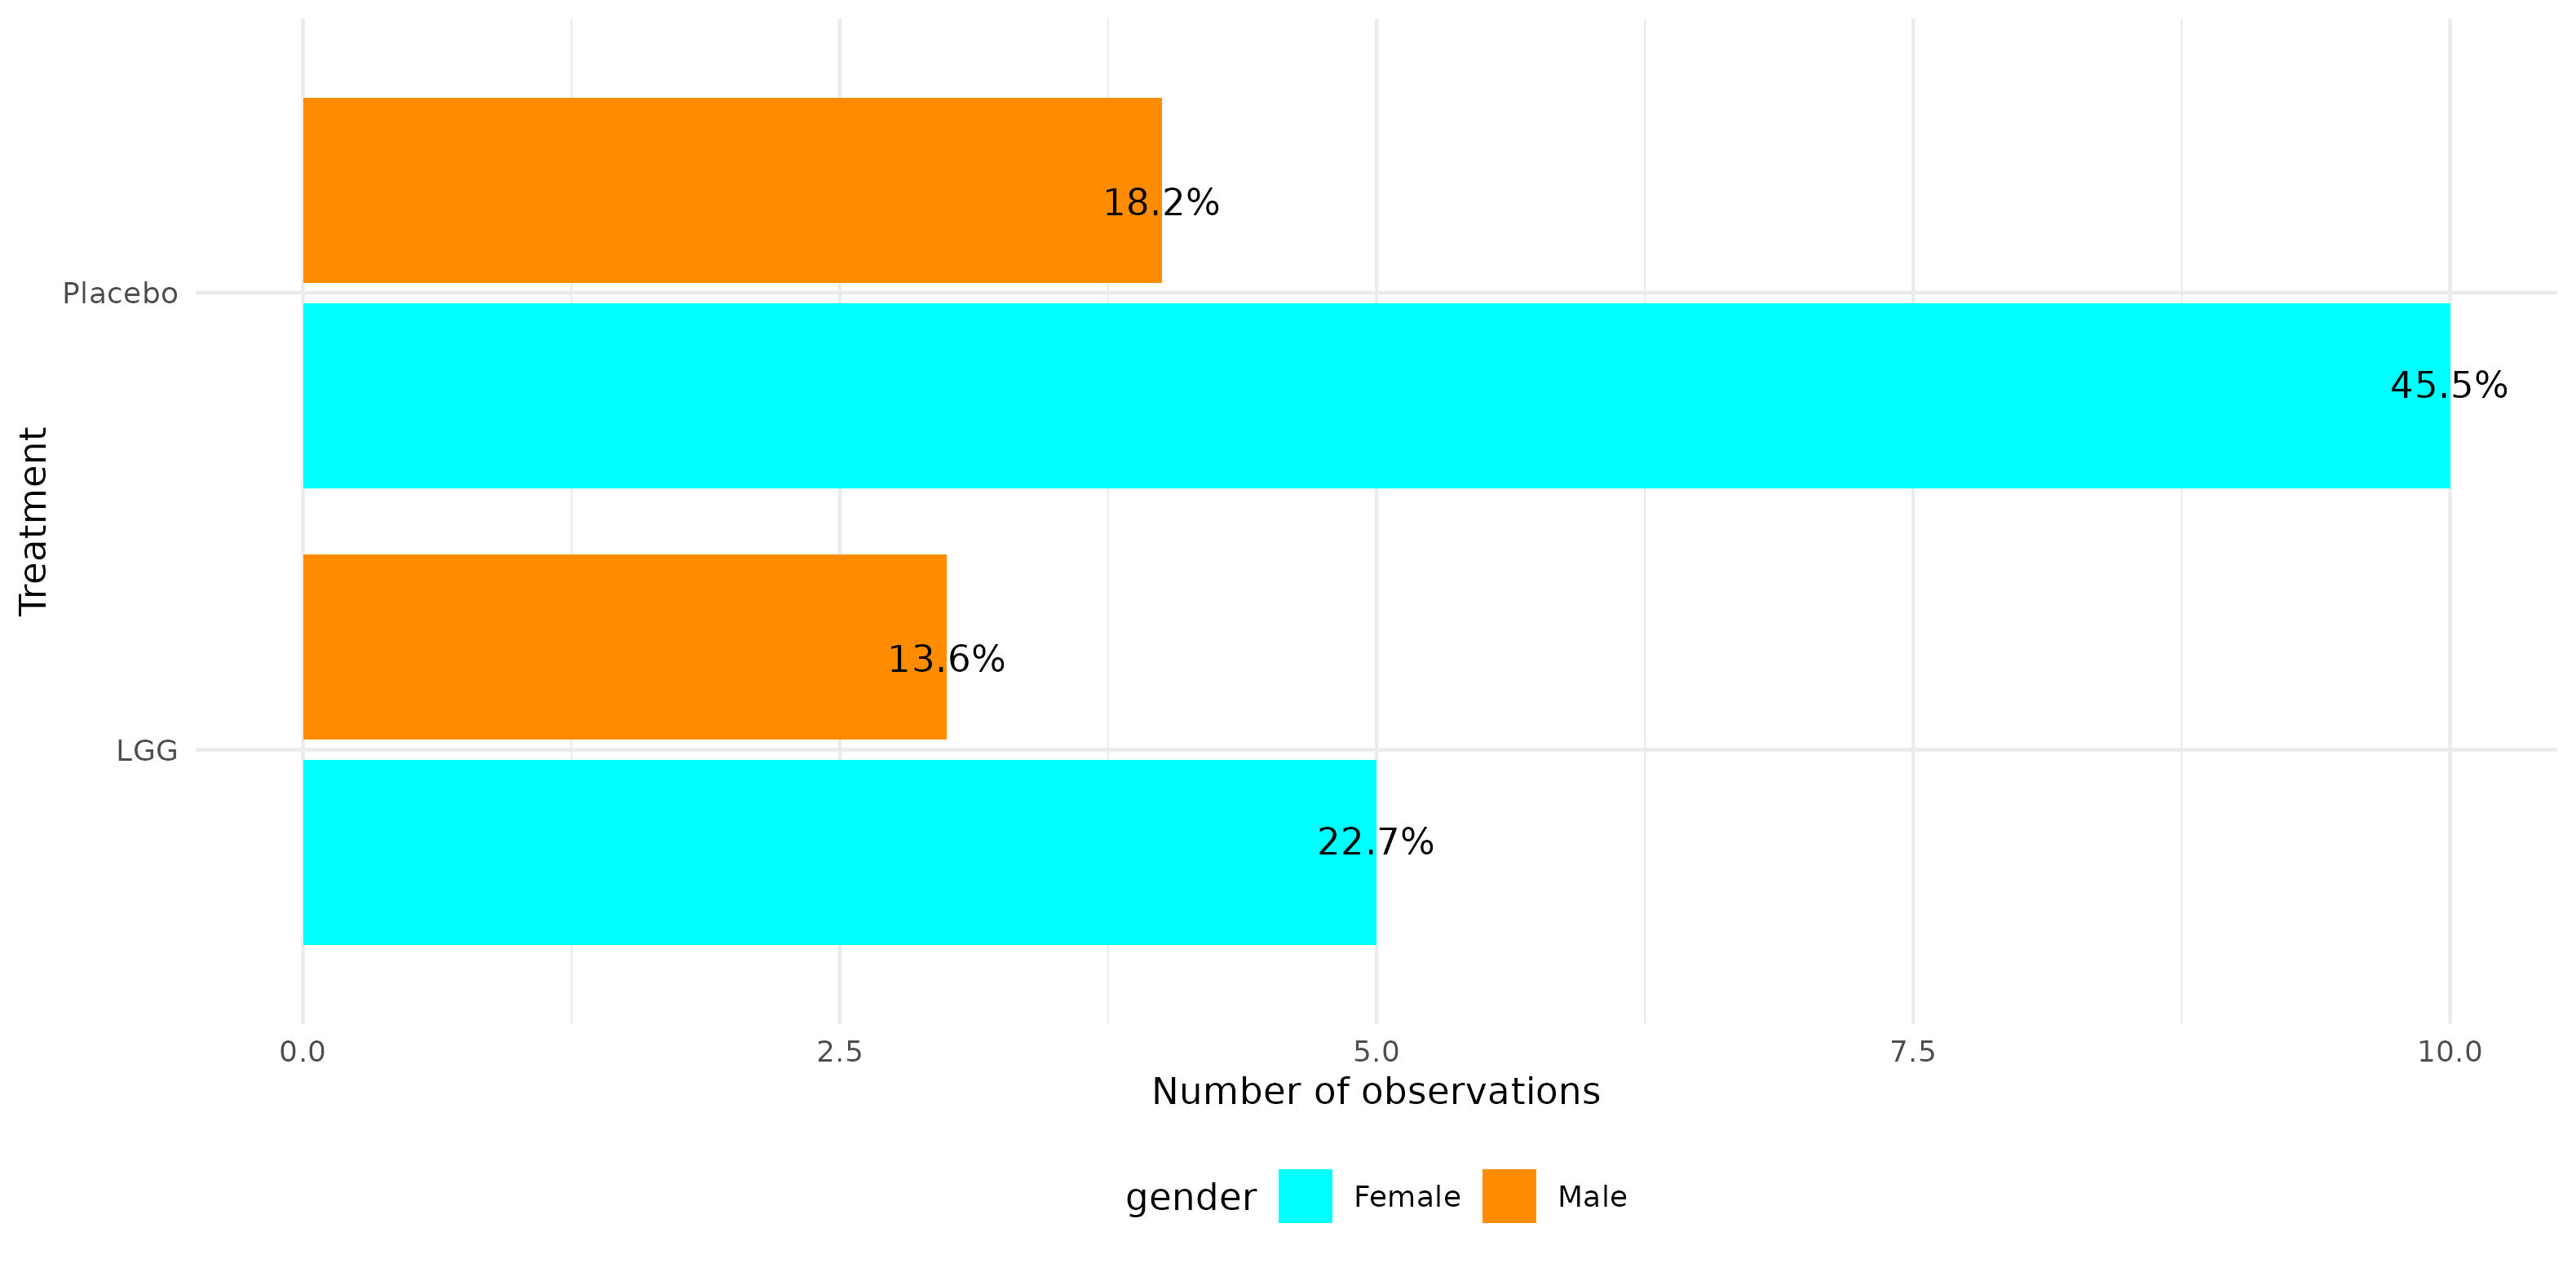 18.2%
Placebo
45.5%
Treatment
13.6%
LGG
22.7%
0.0 2.5 5.0 7.5 10.0
Number of observations
gender Female Male